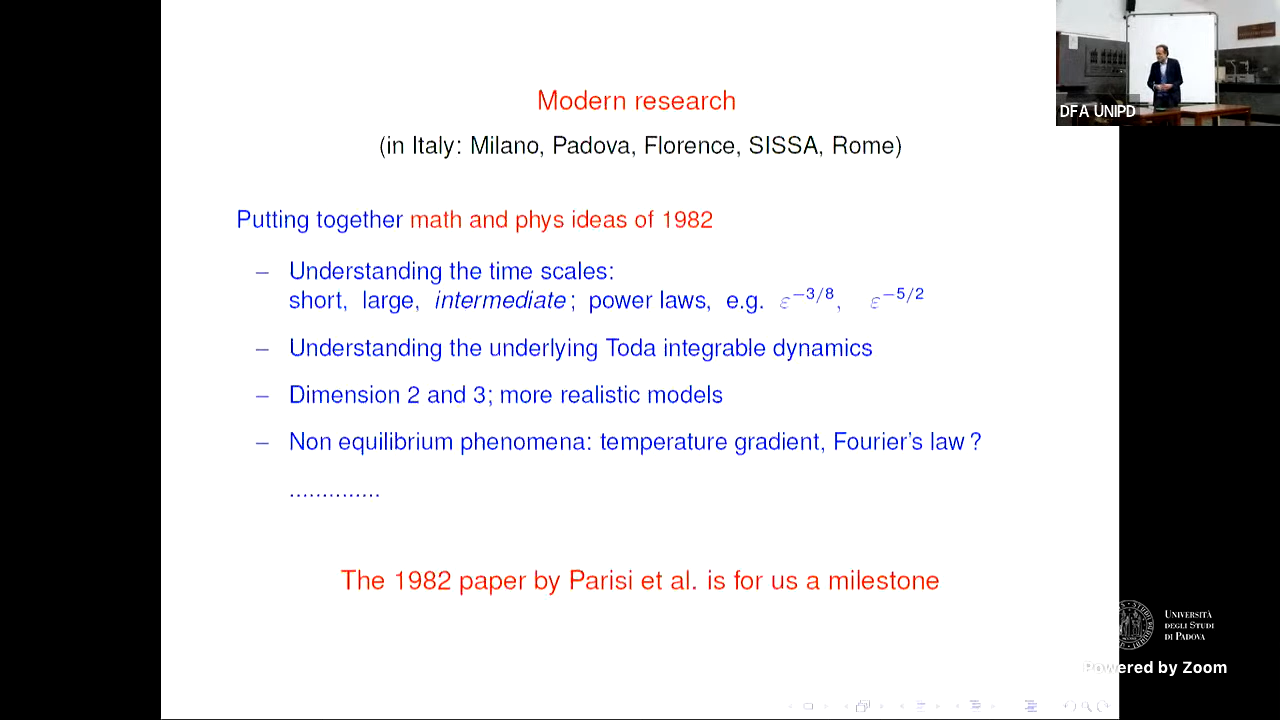 Modern research
(in Italy: Milano, Padova, Florence, SISSA, Rome)
Putting together math and phys ideas of 1982
– Understanding the time scales:
short, large, intermediate; power laws, e.g. ε^{-3/8}, ε^{-5/2}
– Understanding the underlying Toda integrable dynamics
– Dimension 2 and 3; more realistic models
– Non equilibrium phenomena: temperature gradient, Fourier's law?
..............
The 1982 paper by Parisi et al. is for us a milestone
DFA UNIPD
UNIVERSITÀ
DEGLI STUDI
DI PADOVA
Powered by Zoom